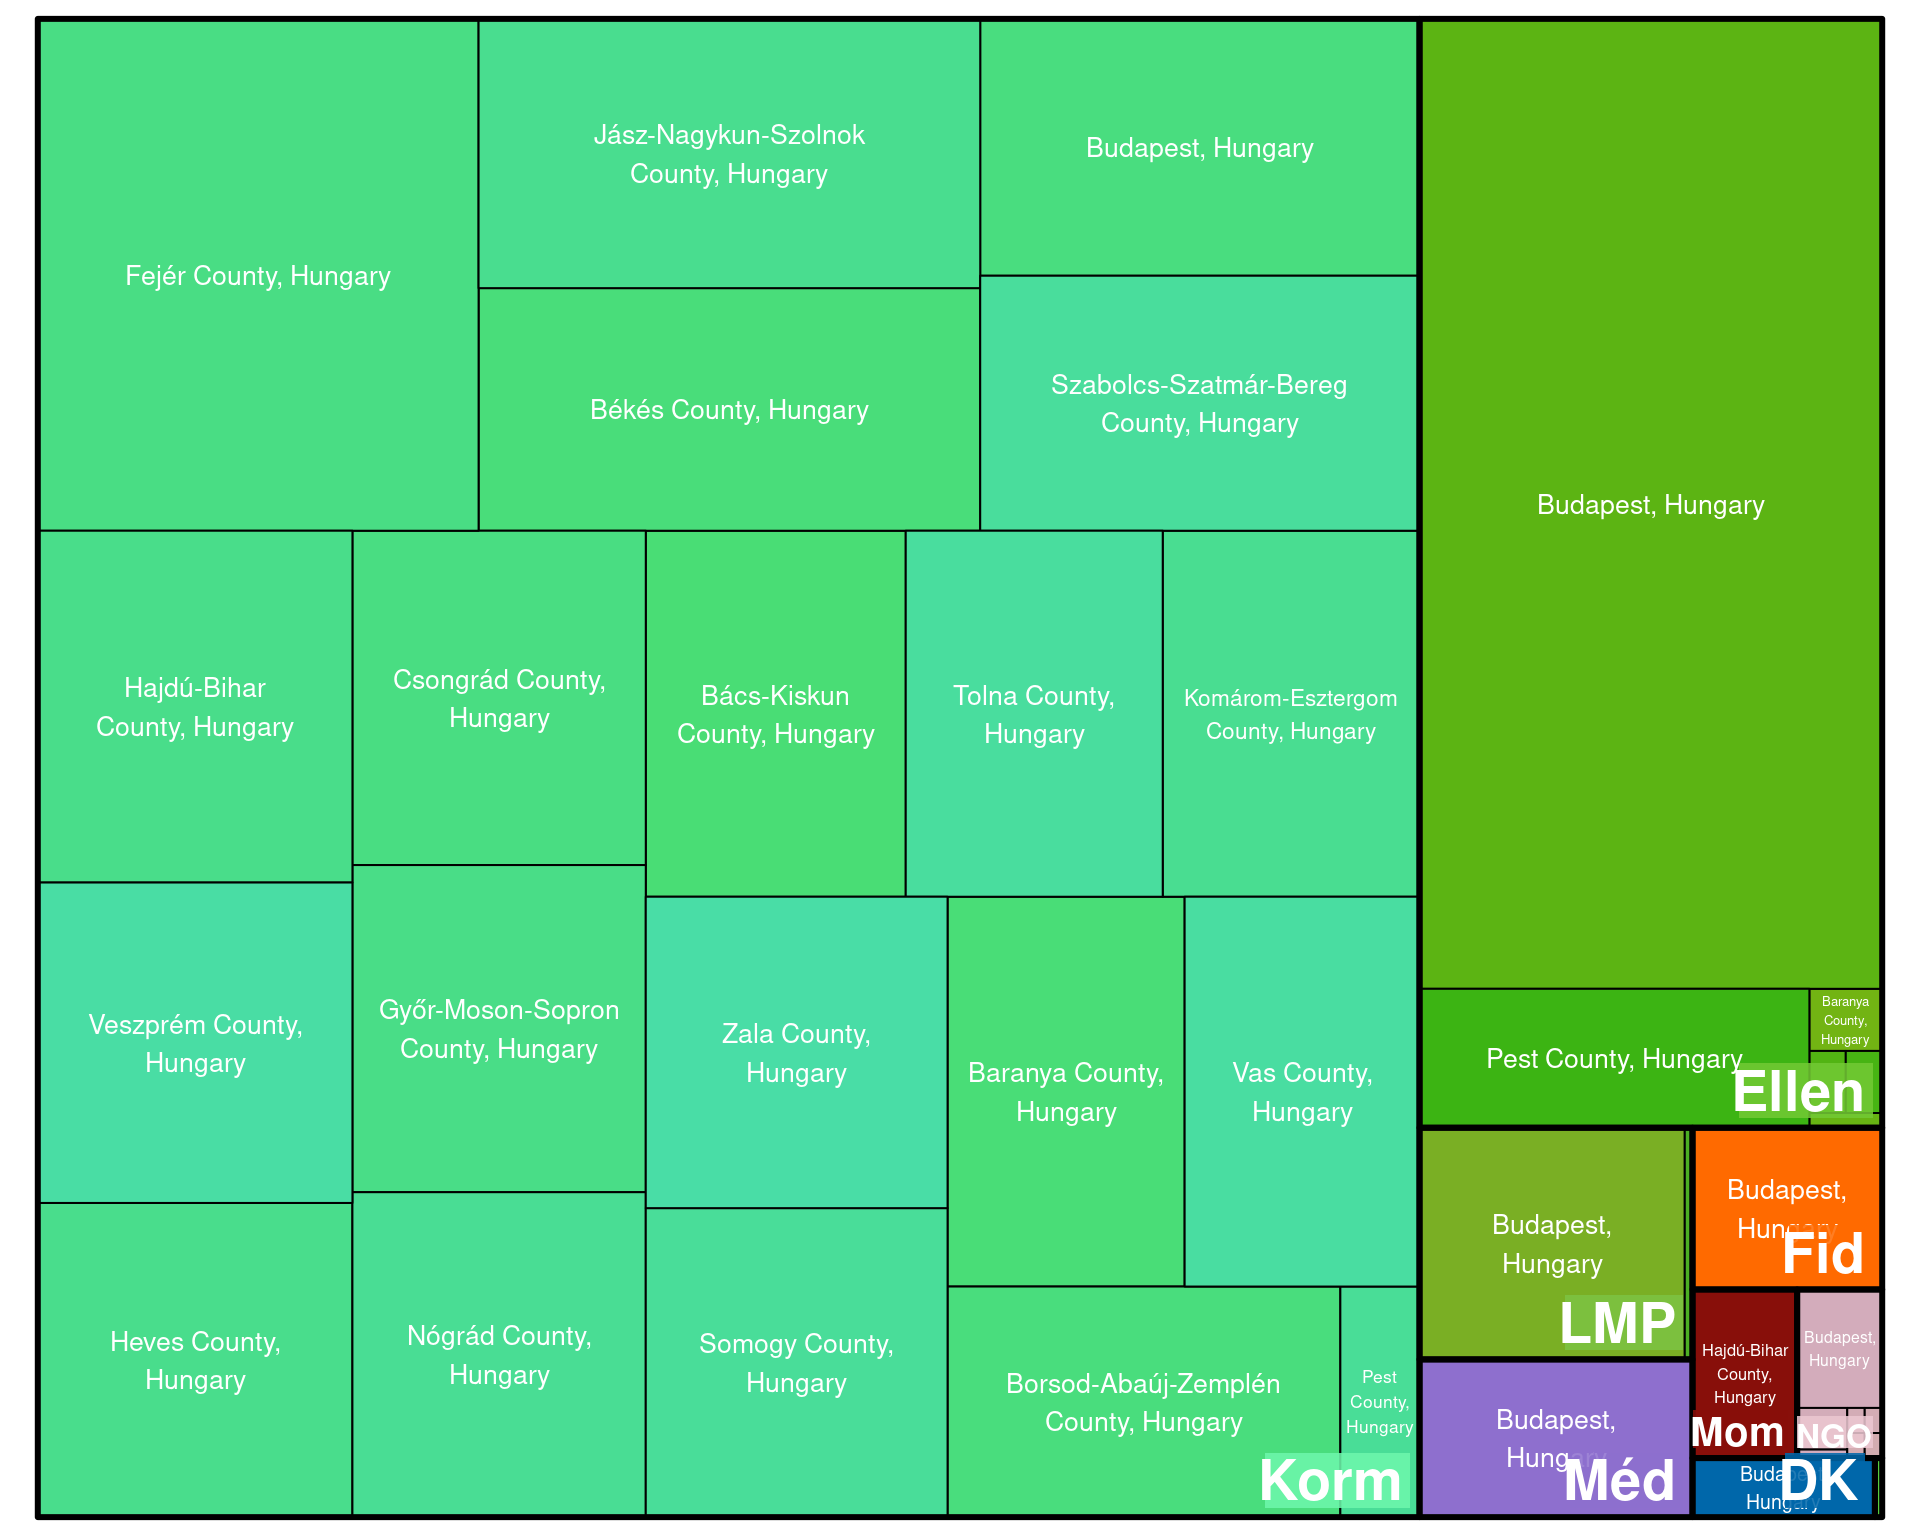 Fejér County, Hungary
Jász-Nagykun-Szolnok
County, Hungary
Budapest, Hungary
Békés County, Hungary
Szabolcs-Szatmár-Bereg
County, Hungary
Hajdú-Bihar
County, Hungary
Csongrád County,
Hungary
Bács-Kiskun
County, Hungary
Tolna County,
Hungary
Komárom-Esztergom
County, Hungary
Veszprém County,
Hungary
Győr-Moson-Sopron
County, Hungary
Zala County,
Hungary
Baranya County,
Hungary
Vas County,
Hungary
Heves County,
Hungary
Nógrád County,
Hungary
Somogy County,
Hungary
Borsod-Abaúj-Zemplén
County, Hungary
Pest
County,
Hungary
Korm
Budapest, Hungary
Pest County, Hungary
Baranya
County,
Hungary
Ellen
Budapest,
Hungary
LMP
Budapest,
Hungary
Fid
Budapest,
Hungary
Méd
Hajdú-Bihar
County,
Hungary
Mom
Budapest,
Hungary
NGO
Budapest,
Hungary
DK